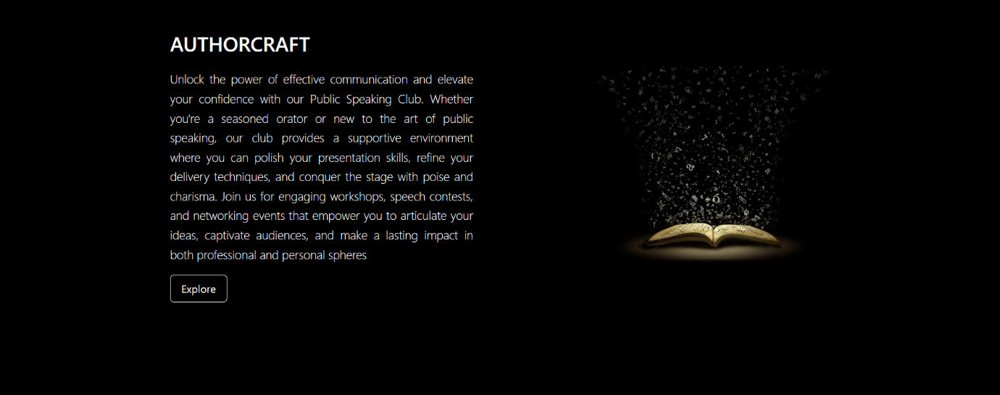 AUTHORCRAFT
Unlock the power of effective communication and elevate
your confidence with our Public Speaking Club. Whether
you're a seasoned orator or new to the art of public
speaking, our club provides a supportive environment
where you can polish your presentation skills, refine your
delivery techniques, and conquer the stage with poise and
charisma. Join us for engaging workshops, speech contests,
and networking events that empower you to articulate your
ideas, captivate audiences, and make a lasting impact in
both professional and personal spheres
Explore